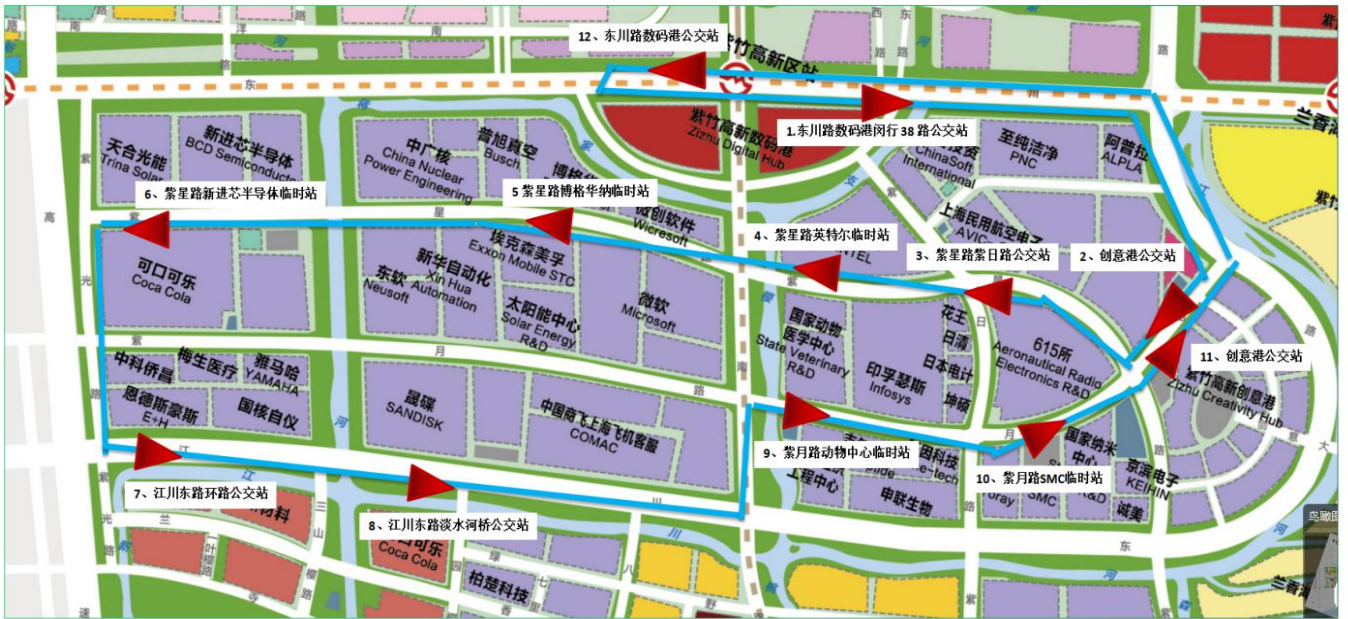 12、东川路数码港公交站
紫竹高新区站
1.东川路数码港闵行38路公交站
紫竹高新数码港
Zizhu Digital Hub
天合光能
Trina Solar
新进芯半导体
BCD Semiconductor
中广核
China Nuclear
Power Engineering
普旭真空
Busch
ChinaSoft
International
至纯洁净
PNC
阿普拉
ALPLA
兰香湖
6、紫星路新进芯半导体临时站
5 紫星路博格华纳临时站
微创软件
Wicresoft
4、紫星路英特尔临时站
3、紫星路紫日路公交站
2、创意港公交站
上海民用航空电子
可口可乐
Coca Cola
东软
Neusoft
新华自动化
Xin Hua
Automation
埃克森美孚
Exxon Mobile STC
太阳能中心
Solar Energy
R&D
微软
Microsoft
国家动物
医学中心
State Veterinary
R&D
印孚瑟斯
Infosys
花王
日清
日本电计
坤硕
615所
Aeronautical Radio
Electronics R&D
11、创意港公交站
紫竹高新创意港
Zizhu Creativity Hub
中科侨昌
梅生医疗
雅马哈
YAMAHA
恩德斯豪斯
E+H
国核自仪
晟碟
SANDISK
中国商飞上海飞机客服
COMAC
9、紫月路动物中心临时站
工程中心
申联生物
10、紫月路SMC临时站
SMC
国家纳米
中心
R&D
京滨电子
KEIHIN
诚美
7、江川东路环路公交站
8、江川东路淡水河桥公交站
可口可乐
Coca Cola
柏楚科技
兰香湖
鸟瞰图